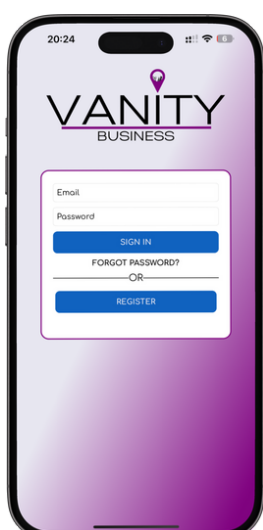 20:24
VANITY
BUSINESS
Email
Password
SIGN IN
FORGOT PASSWORD?
OR
REGISTER